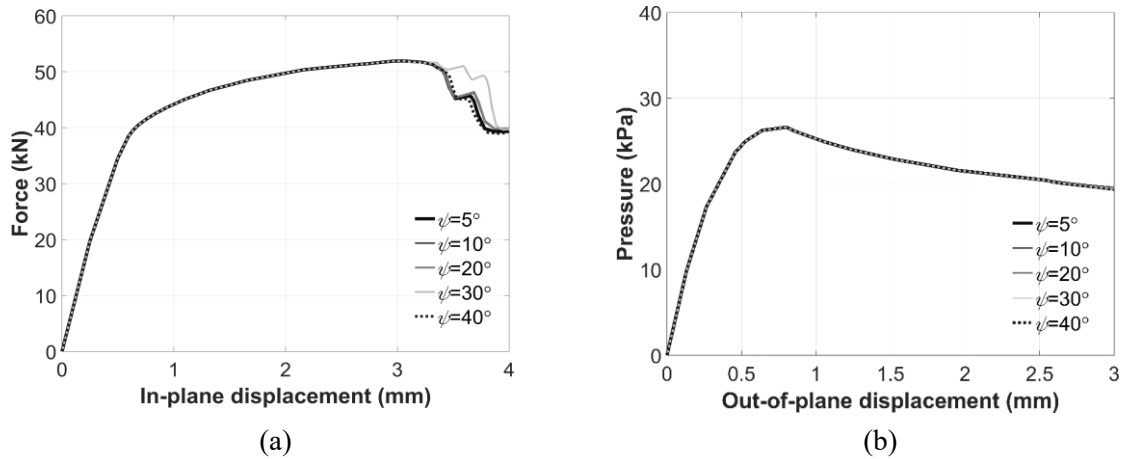 60
50
40
30
20
10
0
Force (kN)
ψ=5°
ψ=10°
ψ=20°
ψ=30°
ψ=40°
0 1 2 3 4
In-plane displacement (mm)
(a)
40
30
20
10
0
Pressure (kPa)
ψ=5°
ψ=10°
ψ=20°
ψ=30°
ψ=40°
0 0.5 1 1.5 2 2.5 3
Out-of-plane displacement (mm)
(b)